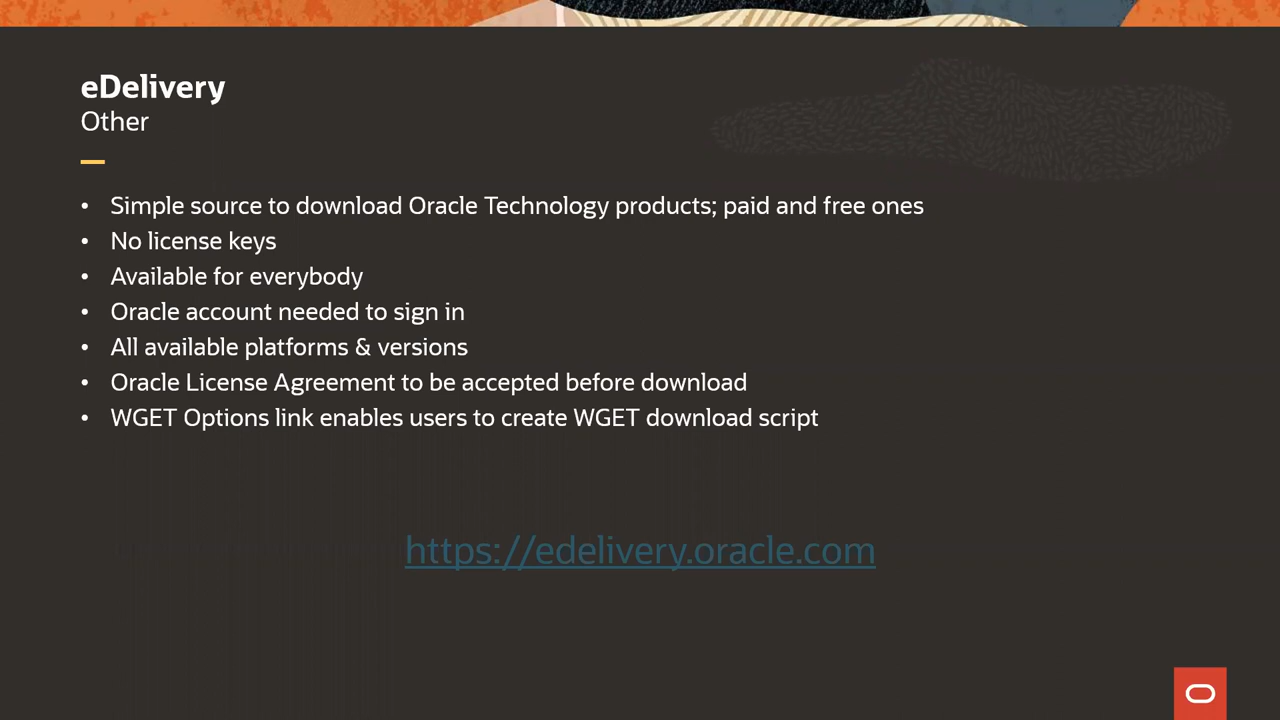 eDelivery
Other
• Simple source to download Oracle Technology products; paid and free ones
• No license keys
• Available for everybody
• Oracle account needed to sign in
• All available platforms & versions
• Oracle License Agreement to be accepted before download
• WGET Options link enables users to create WGET download script
https://edelivery.oracle.com